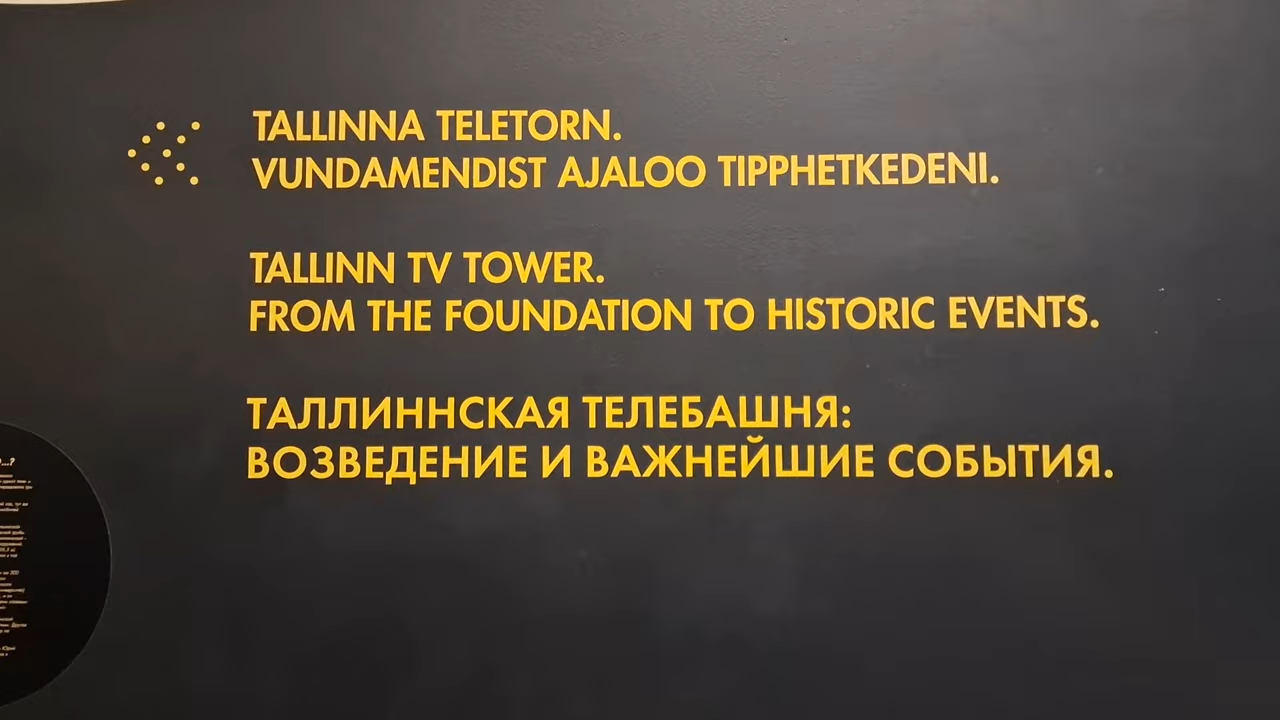 TALLINNA TELETORN.
VUNDAMENDIST AJALOO TIPPHETKEDENI.
TALLINN TV TOWER.
FROM THE FOUNDATION TO HISTORIC EVENTS.
ТАЛЛИННСКАЯ ТЕЛЕБАШНЯ:
ВОЗВЕДЕНИЕ И ВАЖНЕЙШИЕ СОБЫТИЯ.